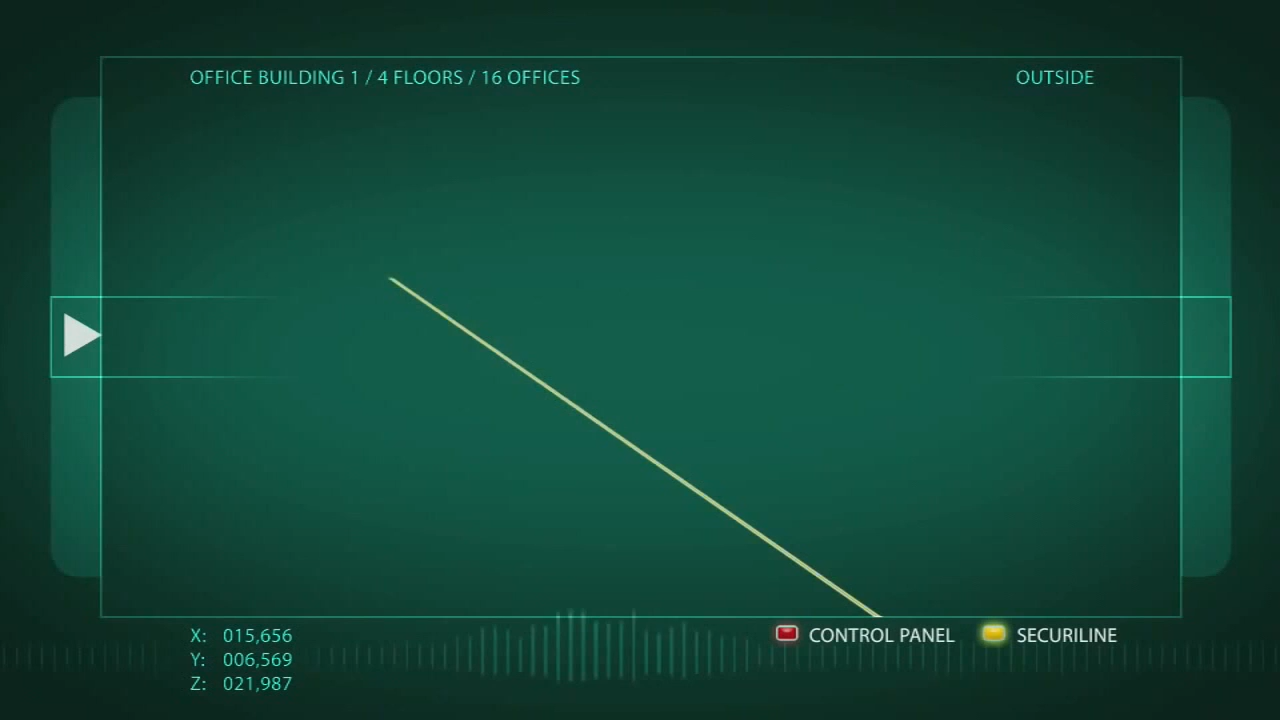 OFFICE BUILDING 1 / 4 FLOORS / 16 OFFICES
OUTSIDE
X: 015,656
Y: 006,569
Z: 021,987
CONTROL PANEL
SECURILINE